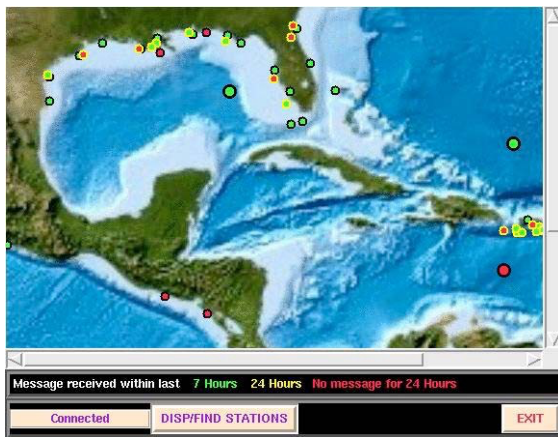 Message received within last 7 Hours 24 Hours No message for 24 Hours
Connected DISP/FIND STATIONS EXIT